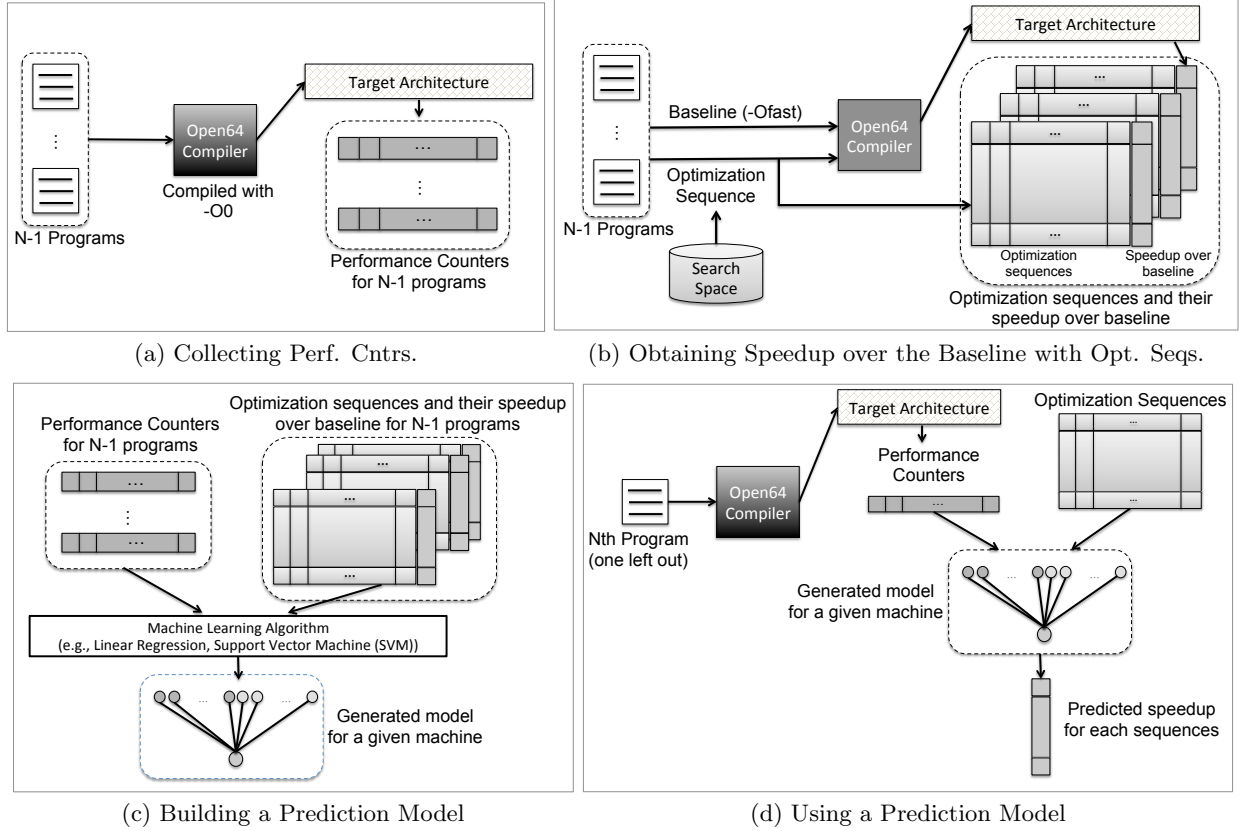 Target Architecture
...
Open64
Compiler
Compiled with
-O0
N-1 Programs
...
...
...
Performance Counters
for N-1 programs
(a) Collecting Perf. Cntrs.
Target Architecture
...
Baseline (-Ofast)
Open64
Compiler
Optimization
Sequence
N-1 Programs
Search
Space
...
...
...
...
Optimization
sequences
Speedup over
baseline
Optimization sequences and their
speedup over baseline
(b) Obtaining Speedup over the Baseline with Opt. Seqs.
Performance Counters
for N-1 programs
...
...
...
Optimization sequences and their speedup
over baseline for N-1 programs
...
...
...
...
Machine Learning Algorithm
(e.g., Linear Regression, Support Vector Machine (SVM))
... ...
Generated model
for a given machine
(c) Building a Prediction Model
Target Architecture
Optimization Sequences
...
...
Performance
Counters
...
Open64
Compiler
Nth Program
(one left out)
... ...
Generated model
for a given machine
Predicted speedup
for each sequences
(d) Using a Prediction Model